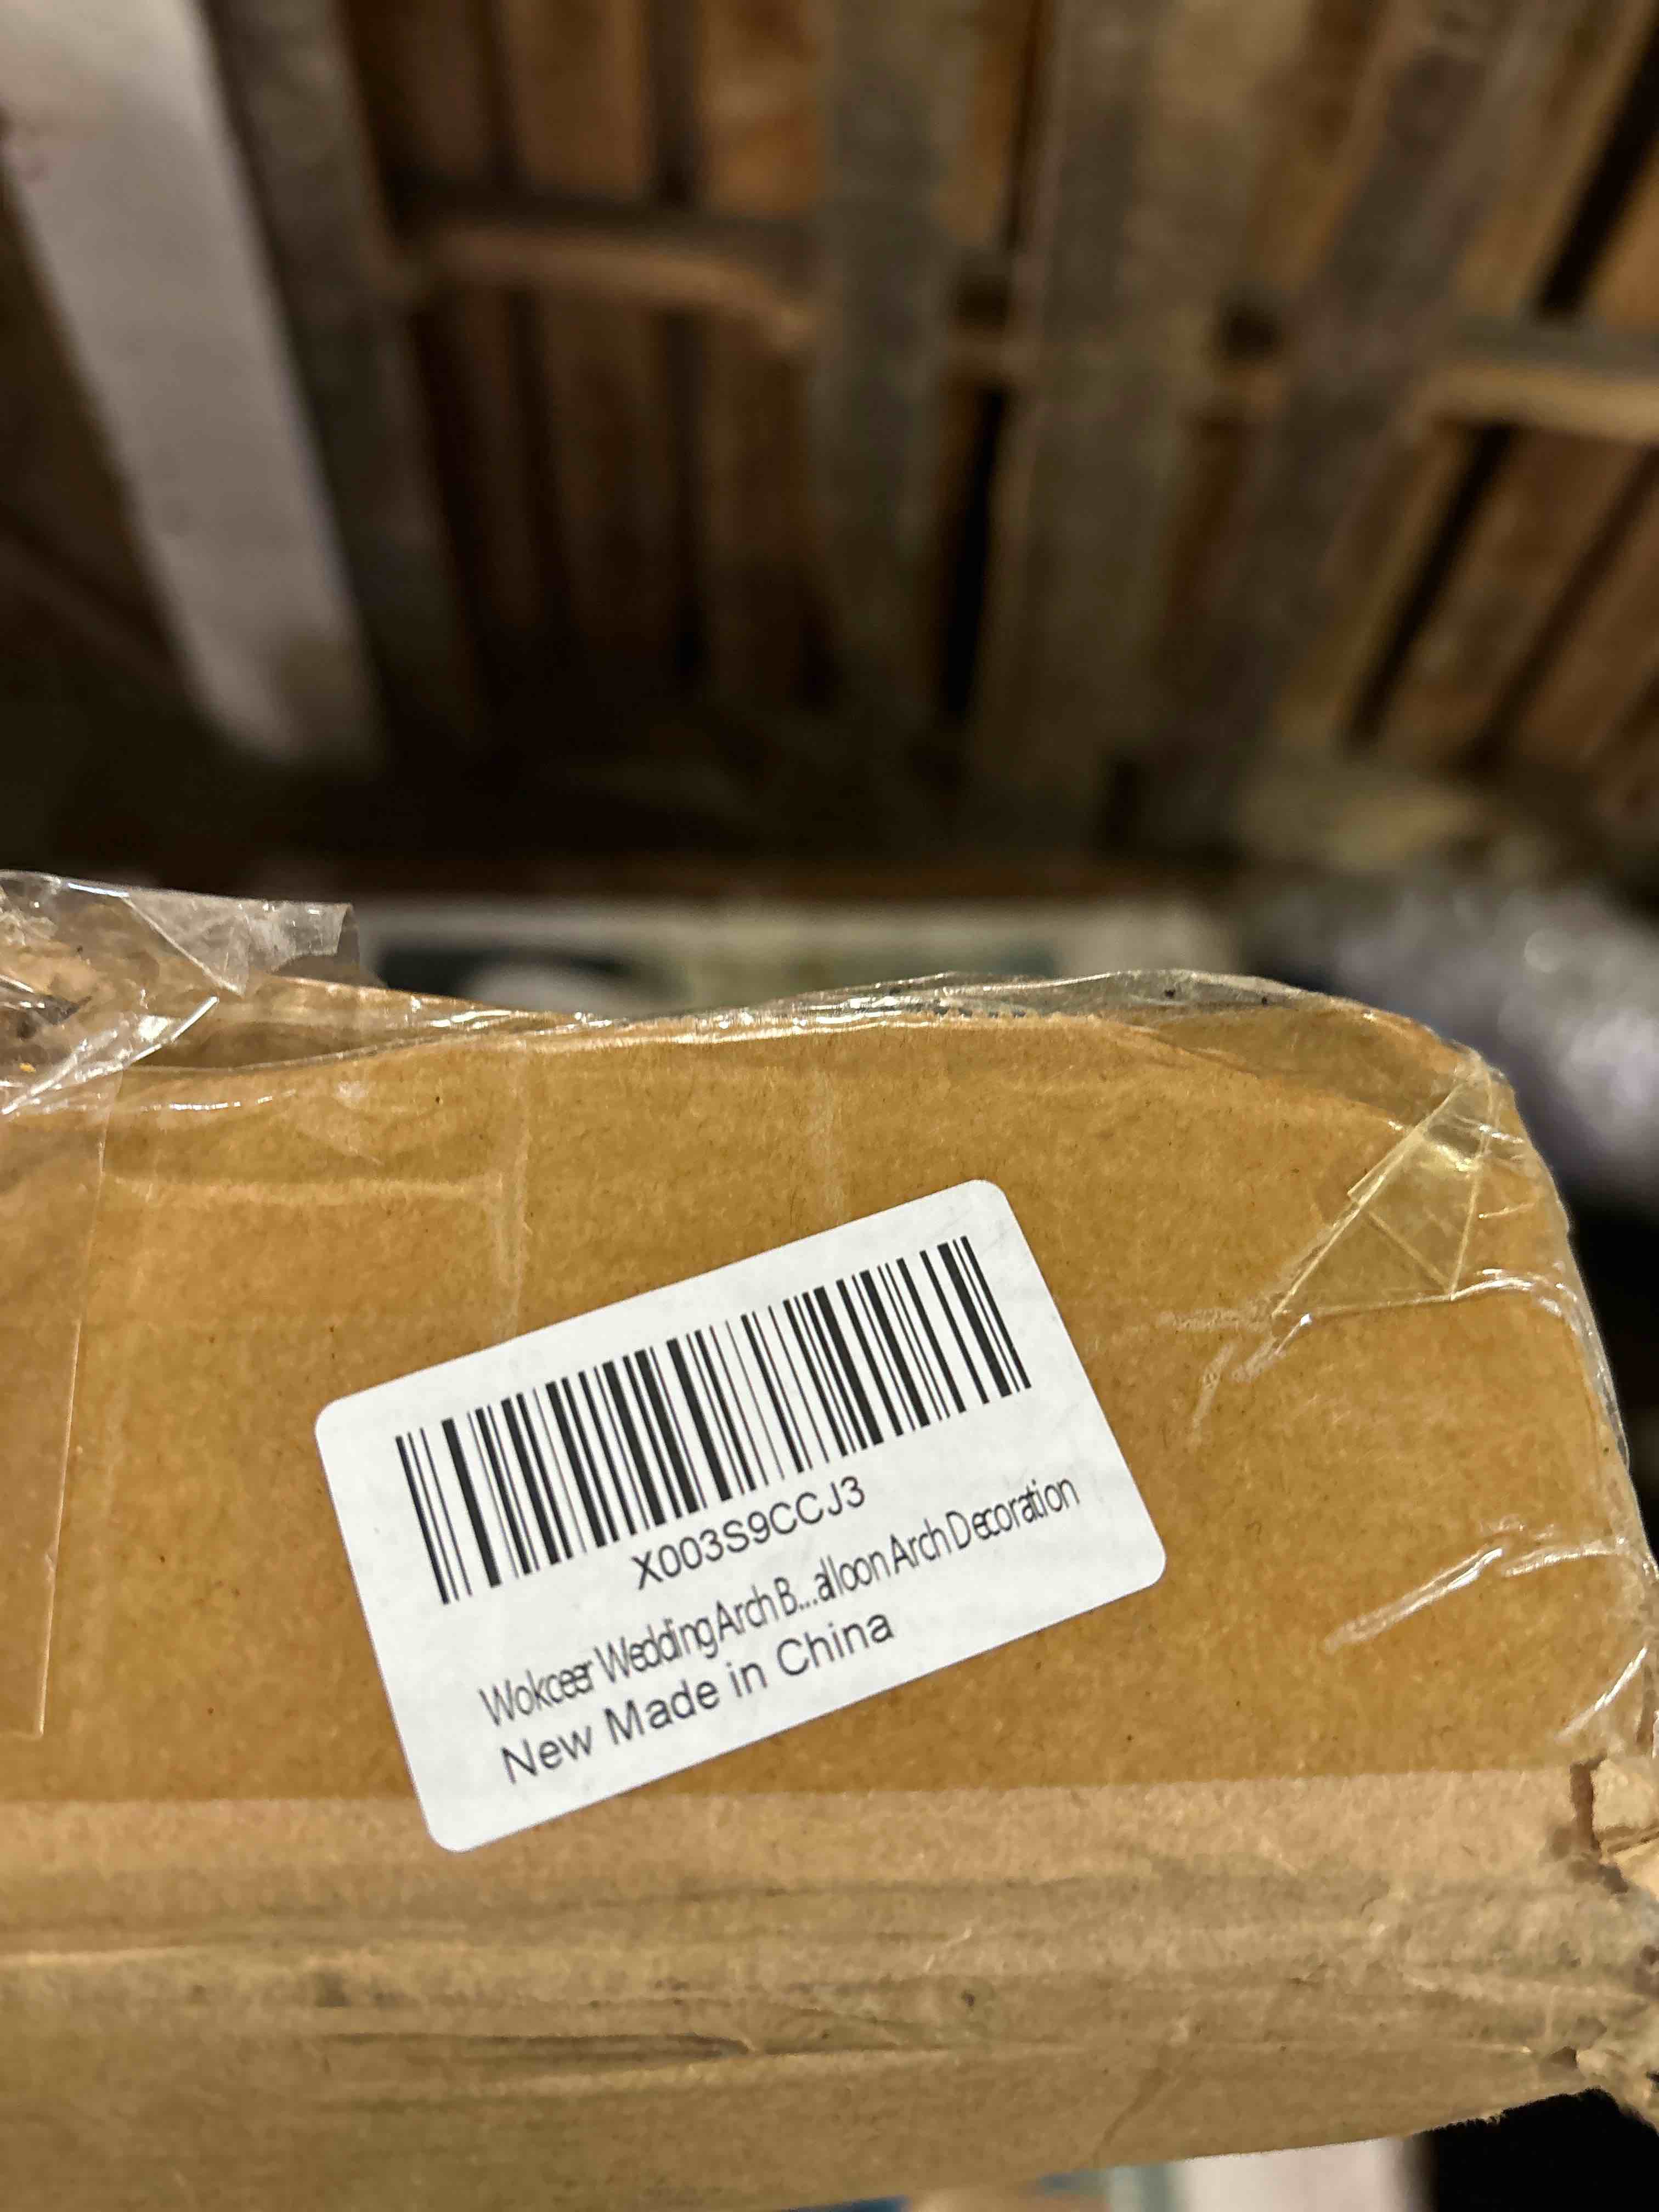 X003S9CCJ3
Wokceer Wedding Arch B...alloon Arch Decoration
New Made in China